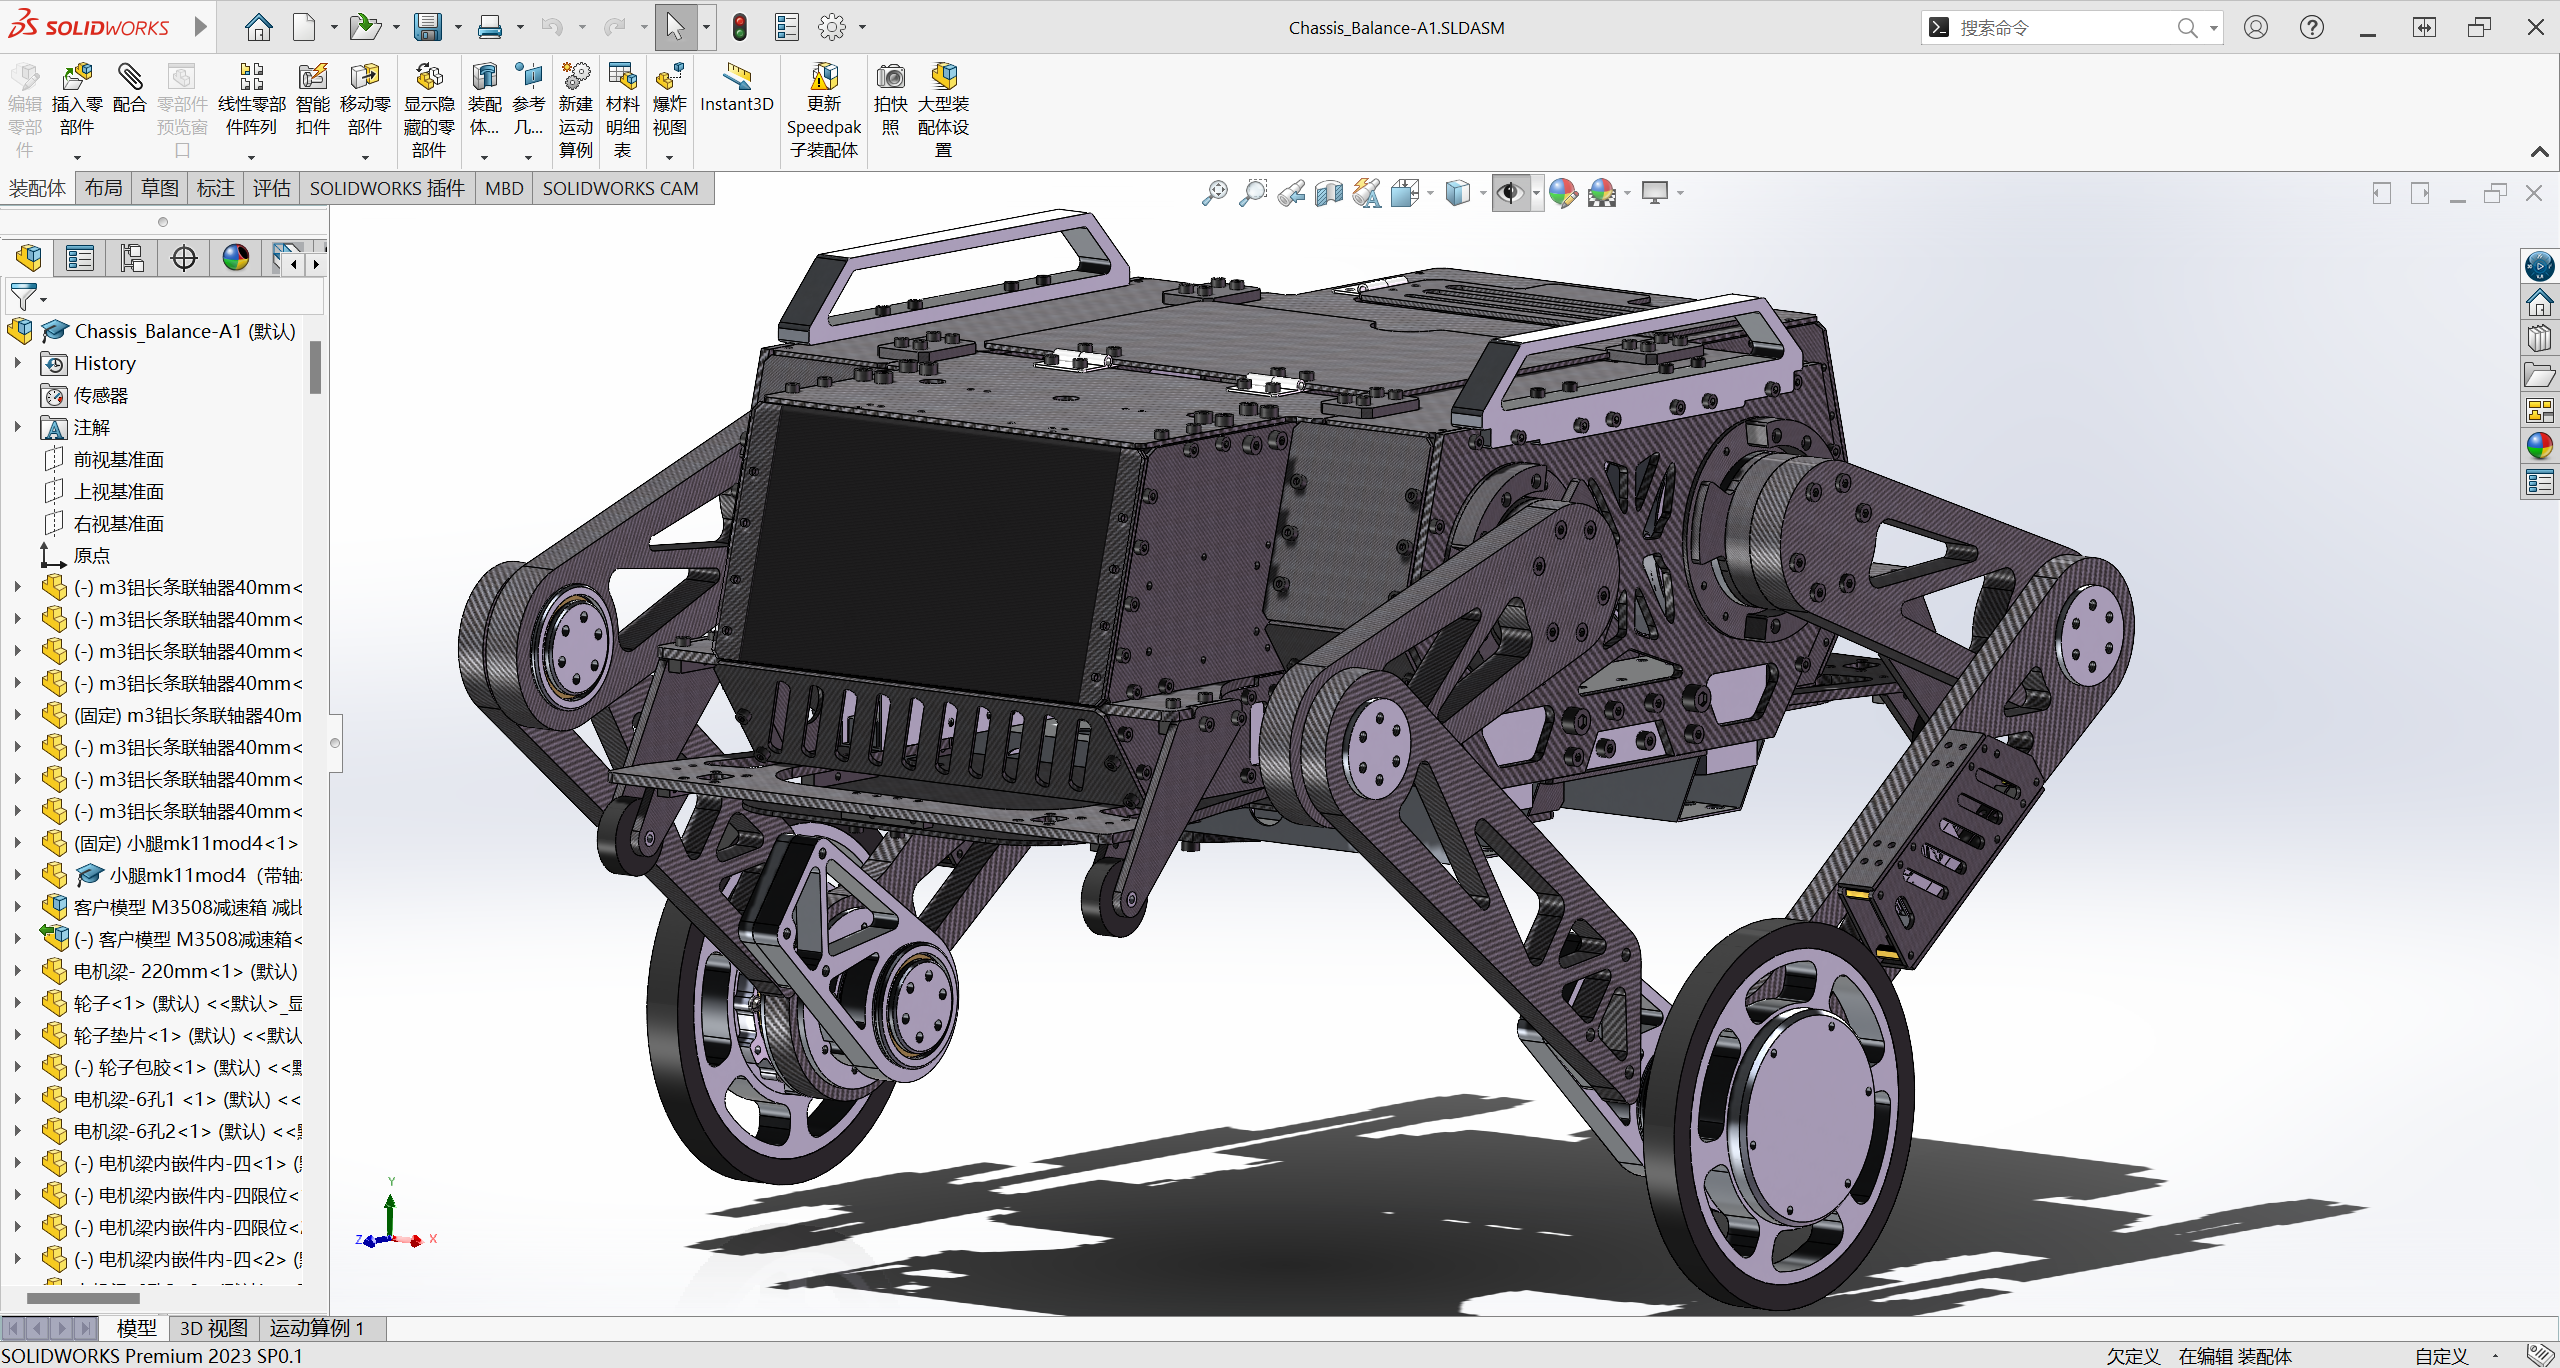 SOLIDWORKS
Chassis_Balance-A1.SLDASM
搜索命令
编辑零部件
插入零部件
配合
零部件预览窗口
线性零部件阵列
智能扣件
移动零部件
显示隐藏的零部件
装配体...
参考几...
新建运动算例
材料明细表
爆炸视图
Instant3D
更新Speedpak子装配体
拍快照
大型装配体设置
装配体 布局 草图 标注 评估 SOLIDWORKS 插件 MBD SOLIDWORKS CAM
Chassis_Balance-A1 (默认)
History
传感器
注解
前视基准面
上视基准面
右视基准面
原点
(-) m3铝长条联轴器40mm<
(-) m3铝长条联轴器40mm<
(-) m3铝长条联轴器40mm<
(-) m3铝长条联轴器40mm<
(固定) m3铝长条联轴器40m
(-) m3铝长条联轴器40mm<
(-) m3铝长条联轴器40mm<
(-) m3铝长条联轴器40mm<
(固定) 小腿mk11mod4<1>
小腿mk11mod4（带轴
客户模型 M3508减速箱 减比
(-) 客户模型 M3508减速箱<
电机梁- 220mm<1> (默认)
轮子<1> (默认) <<默认>_显
轮子垫片<1> (默认) <<默认
(-) 轮子包胶<1> (默认) <<默
电机梁-6孔1 <1> (默认) <<
电机梁-6孔2<1> (默认) <<
(-) 电机梁内嵌件内-四<1> (
(-) 电机梁内嵌件内-四限位<
(-) 电机梁内嵌件内-四限位<
(-) 电机梁内嵌件内-四<2> (
Y
Z
X
模型 3D 视图 运动算例 1
SOLIDWORKS Premium 2023 SP0.1
欠定义 在编辑 装配体 自定义